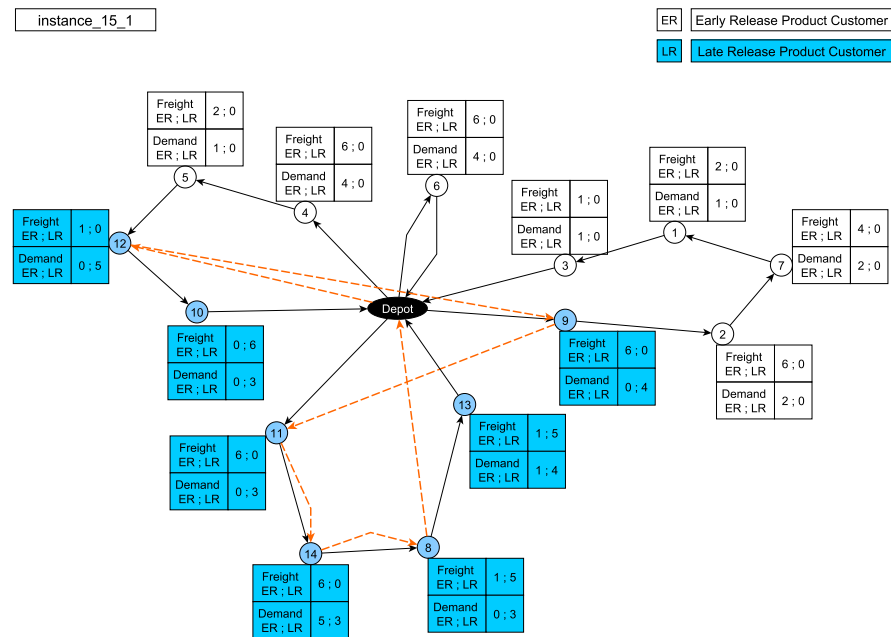 instance_15_1
ER Early Release Product Customer
LR Late Release Product Customer
Freight ER ; LR 2 ; 0
Demand ER ; LR 1 ; 0
5
Freight ER ; LR 6 ; 0
Demand ER ; LR 4 ; 0
4
Freight ER ; LR 6 ; 0
Demand ER ; LR 4 ; 0
6
Freight ER ; LR 1 ; 0
Demand ER ; LR 1 ; 0
3
Freight ER ; LR 2 ; 0
Demand ER ; LR 1 ; 0
1
Freight ER ; LR 4 ; 0
Demand ER ; LR 2 ; 0
7
Freight ER ; LR 1 ; 0
Demand ER ; LR 0 ; 5
12
10
Freight ER ; LR 0 ; 6
Demand ER ; LR 0 ; 3
Depot
9
Freight ER ; LR 6 ; 0
Demand ER ; LR 0 ; 4
2
Freight ER ; LR 6 ; 0
Demand ER ; LR 2 ; 0
13
Freight ER ; LR 1 ; 5
Demand ER ; LR 1 ; 4
11
Freight ER ; LR 6 ; 0
Demand ER ; LR 0 ; 3
14
Freight ER ; LR 6 ; 0
Demand ER ; LR 5 ; 3
8
Freight ER ; LR 1 ; 5
Demand ER ; LR 0 ; 3